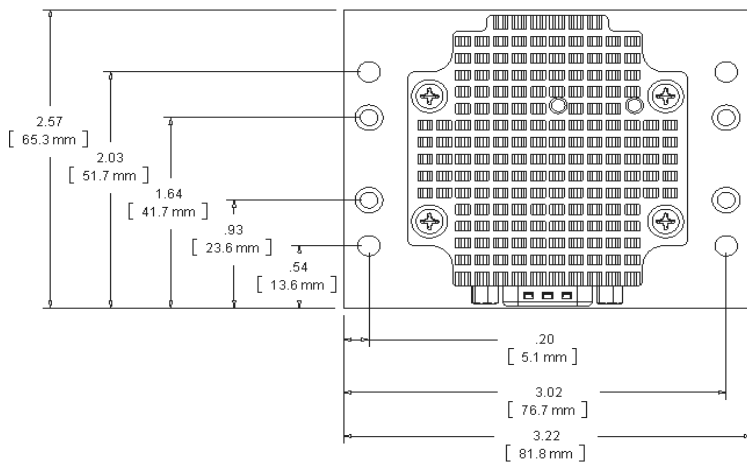 2.57
[ 65.3 mm ]
2.03
[ 51.7 mm ]
1.64
[ 41.7 mm ]
.93
[ 23.6 mm ]
.54
[ 13.6 mm ]
.20
[ 5.1 mm ]
3.02
[ 76.7 mm ]
3.22
[ 81.8 mm ]